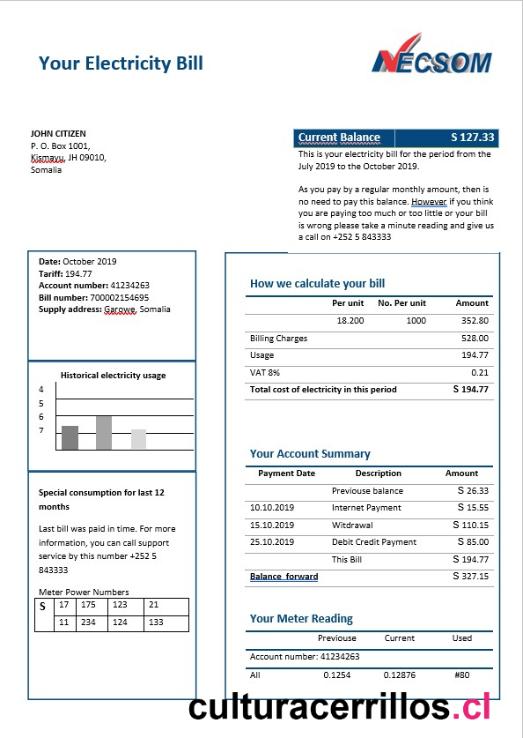 Your Electricity Bill
NECSOM
JOHN CITIZEN
P. O. Box 1001,
Kismayu, JH 09010,
Somalia
Current Balance S 127.33
This is your electricity bill for the period from the
July 2019 to the October 2019.
As you pay by a regular monthly amount, then is
no need to pay this balance. However if you think
you are paying too much or too little or your bill
is wrong please take a minute reading and give us
a call on +252 5 843333
Date: October 2019
Tariff: 194.77
Account number: 41234263
Bill number: 700002154695
Supply address: Garowe, Somalia
Historical electricity usage
4
5
6
7
Special consumption for last 12
months
Last bill was paid in time. For more
information, you can call support
service by this number +252 5
843333
Meter Power Numbers
S 17 175 123 21
11 234 124 133
How we calculate your bill
Per unit No. Per unit Amount
18.200 1000 352.80
Billing Charges 528.00
Usage 194.77
VAT 8% 0.21
Total cost of electricity in this period S 194.77
Your Account Summary
Payment Date Description Amount
Previouse balance S 26.33
10.10.2019 Internet Payment S 15.55
15.10.2019 Witdrawal S 110.15
25.10.2019 Debit Credit Payment S 85.00
This Bill S 194.77
Balance forward S 327.15
Your Meter Reading
Previouse Current Used
Account number: 41234263
All 0.1254 0.12876 #80
culturacerrillos.cl